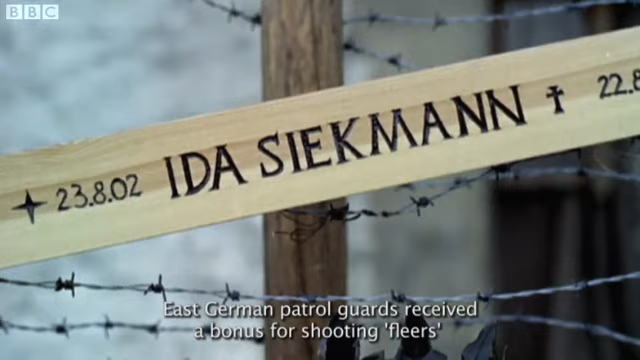 BBC
23.8.02 IDA SIEKMANN † 22.8
East German patrol guards received
a bonus for shooting 'fleers'